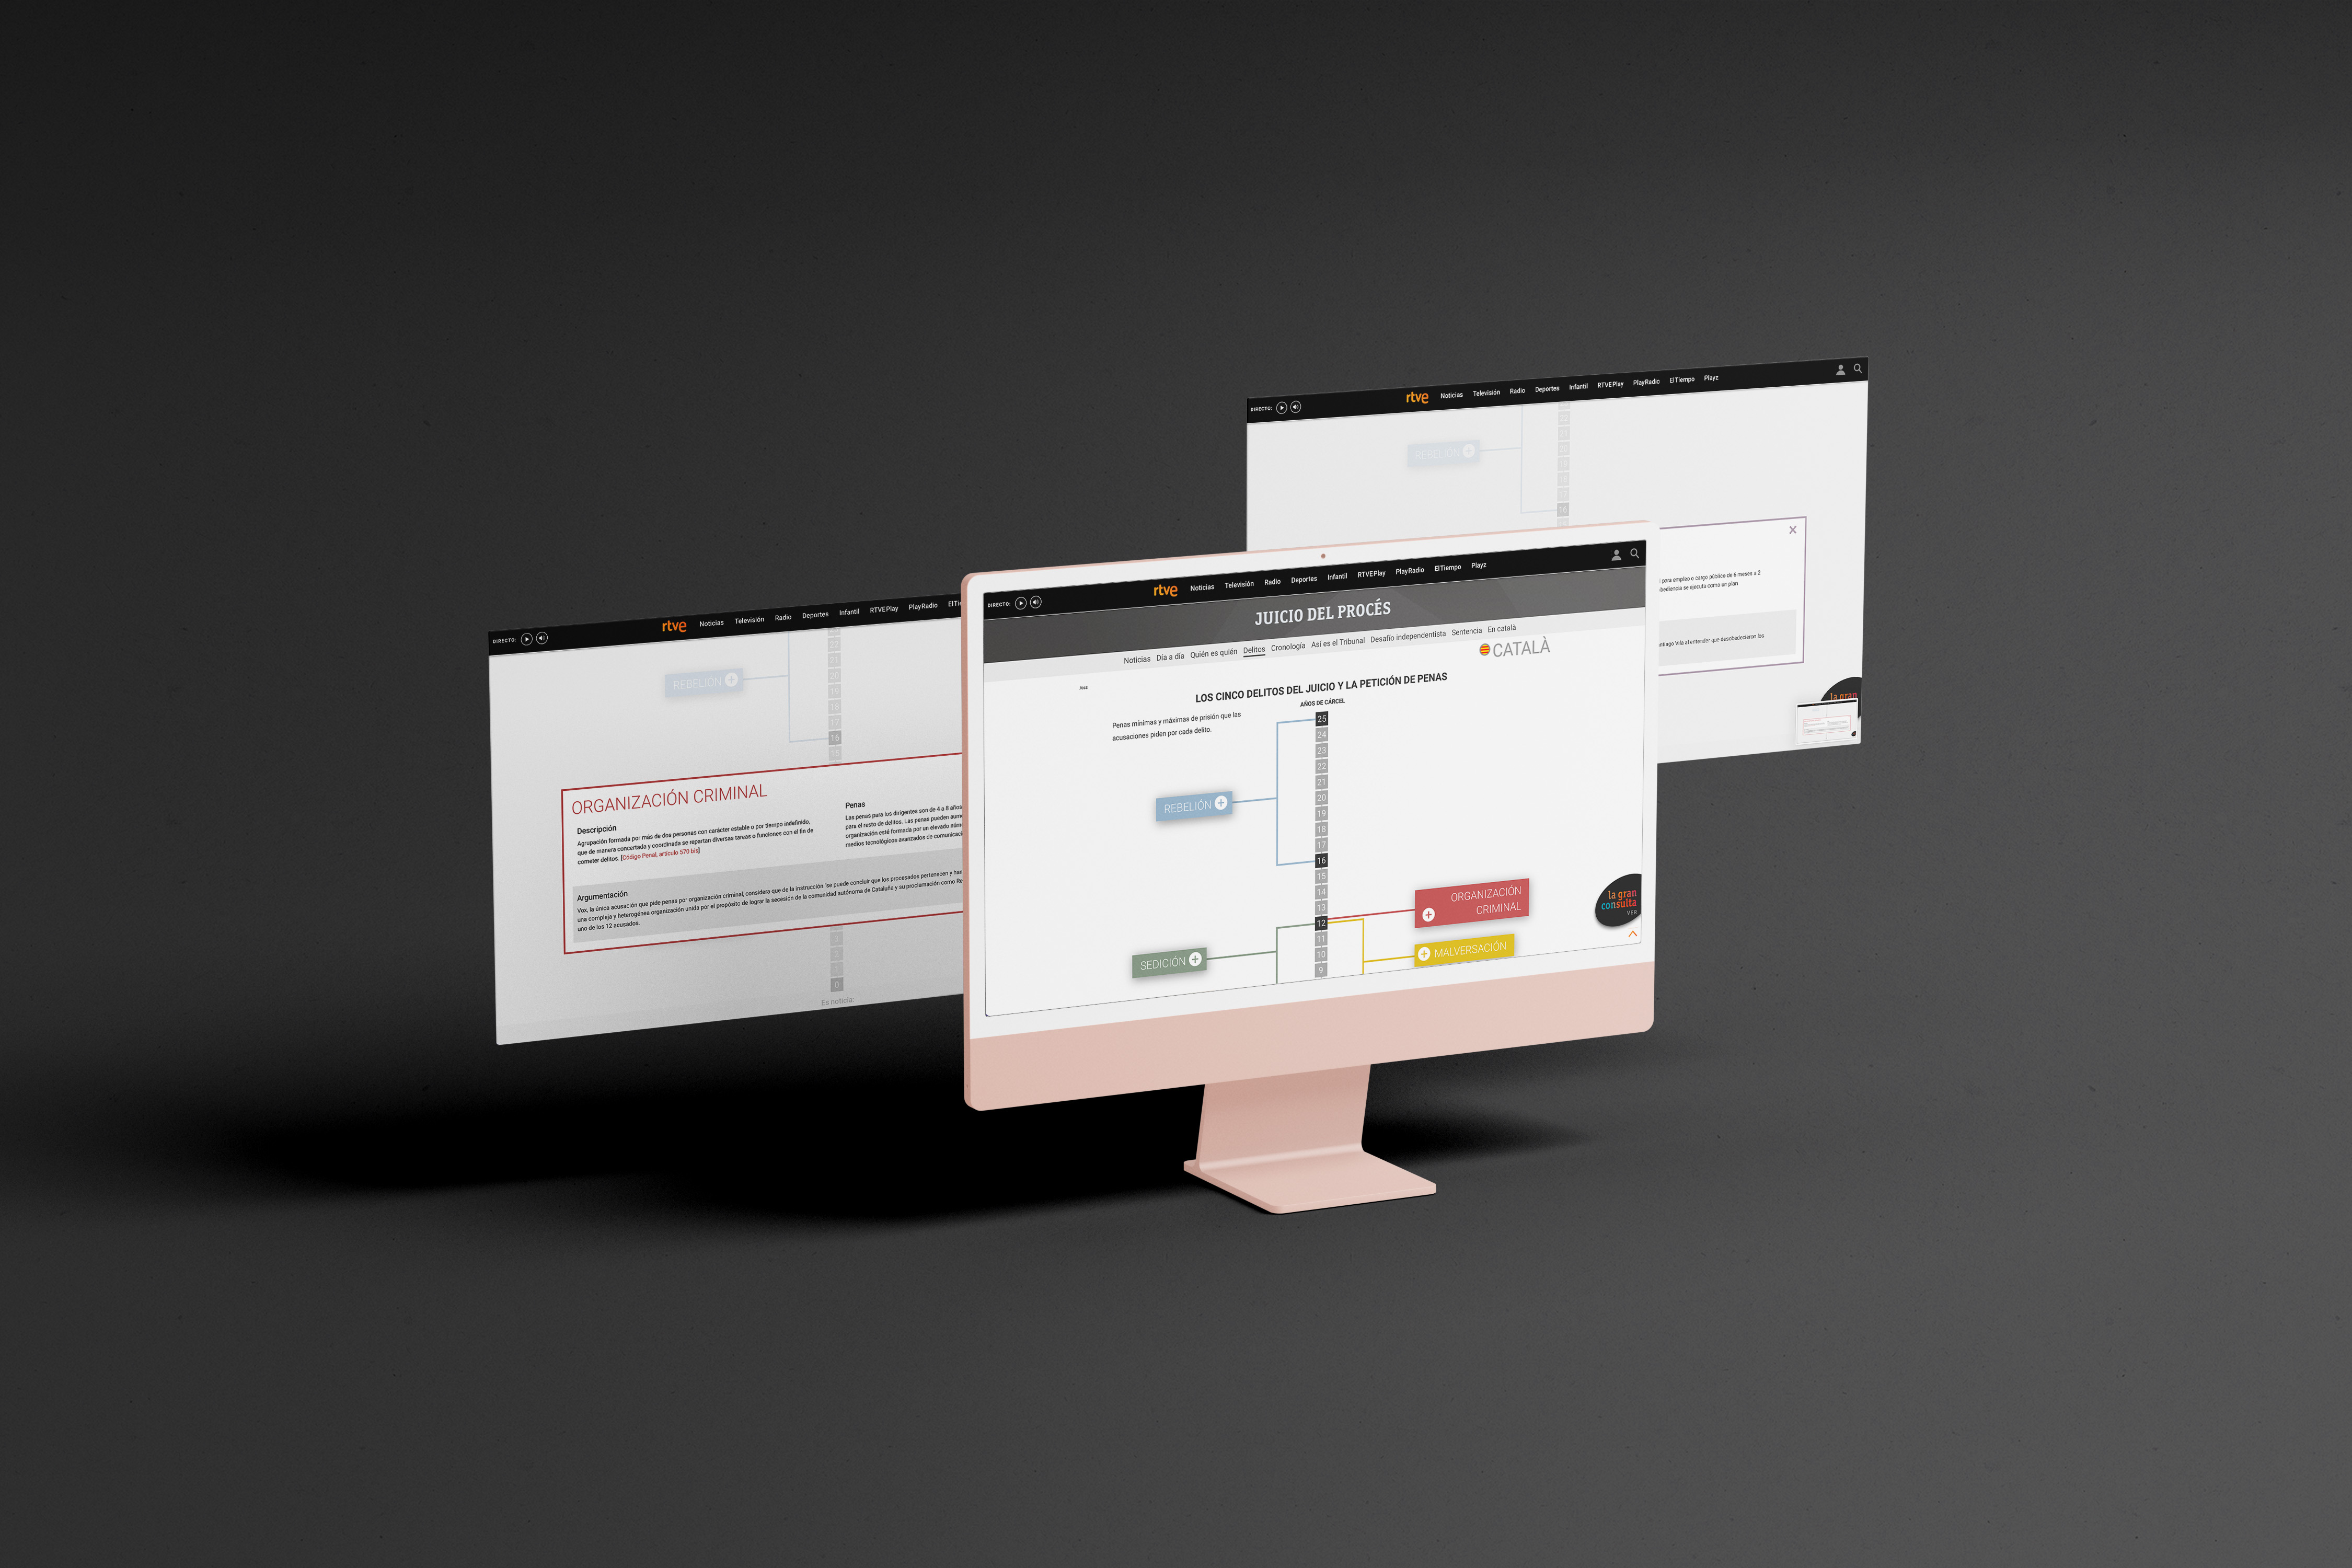 DIRECTO:
rtve Noticias Televisión Radio Deportes Infantil RTVEPlay PlayRadio ElTiempo Playz
REBELIÓN
16
para empleo o cargo público de 6 meses a 2
obediencia se ejecuta como un plan
ntiago Vila al entender que desobedecieron los
la gran
DIRECTO:
rtve Noticias Televisión Radio Deportes Infantil RTVEPlay PlayRadio
22
21
20
19
18
17
16
15
REBELIÓN
ORGANIZACIÓN CRIMINAL
Descripción
Agrupación formada por más de dos personas con carácter estable o por tiempo indefinido,
que de manera concertada y coordinada se repartan diversas tareas o funciones con el fin de
cometer delitos. [Código Penal, artículo 570 bis]
Penas
Las penas para los dirigentes son de 4 a 8 años
para el resto de delitos. Las penas pueden
organización esté formada por un elevado
medios tecnológicos avanzados de
Argumentación
Vox, la única acusación que pide penas por organización criminal, considera que de la instrucción "se puede concluir que los procesados pertenecen y
una compleja y heterogénea organización unida por el propósito de lograr la secesión de la comunidad autónoma de Cataluña y su proclamación como
uno de los 12 acusados.
0
Es noticia:
DIRECTO:
rtve Noticias Televisión Radio Deportes Infantil RTVEPlay PlayRadio ElTiempo Playz
JUICIO DEL PROCÉS
Noticias Día a día Quién es quién Delitos Cronología Así es el Tribunal Desafío independentista Sentencia En català
CATALÀ
LOS CINCO DELITOS DEL JUICIO Y LA PETICIÓN DE PENAS
AÑOS DE CÁRCEL
Penas mínimas y máximas de prisión que las
acusaciones piden por cada delito.
25
24
23
22
21
20
19
18
17
16
15
14
13
12
11
10
9
REBELIÓN
ORGANIZACIÓN
CRIMINAL
SEDICIÓN
MALVERSACIÓN
la gran
consulta
VER